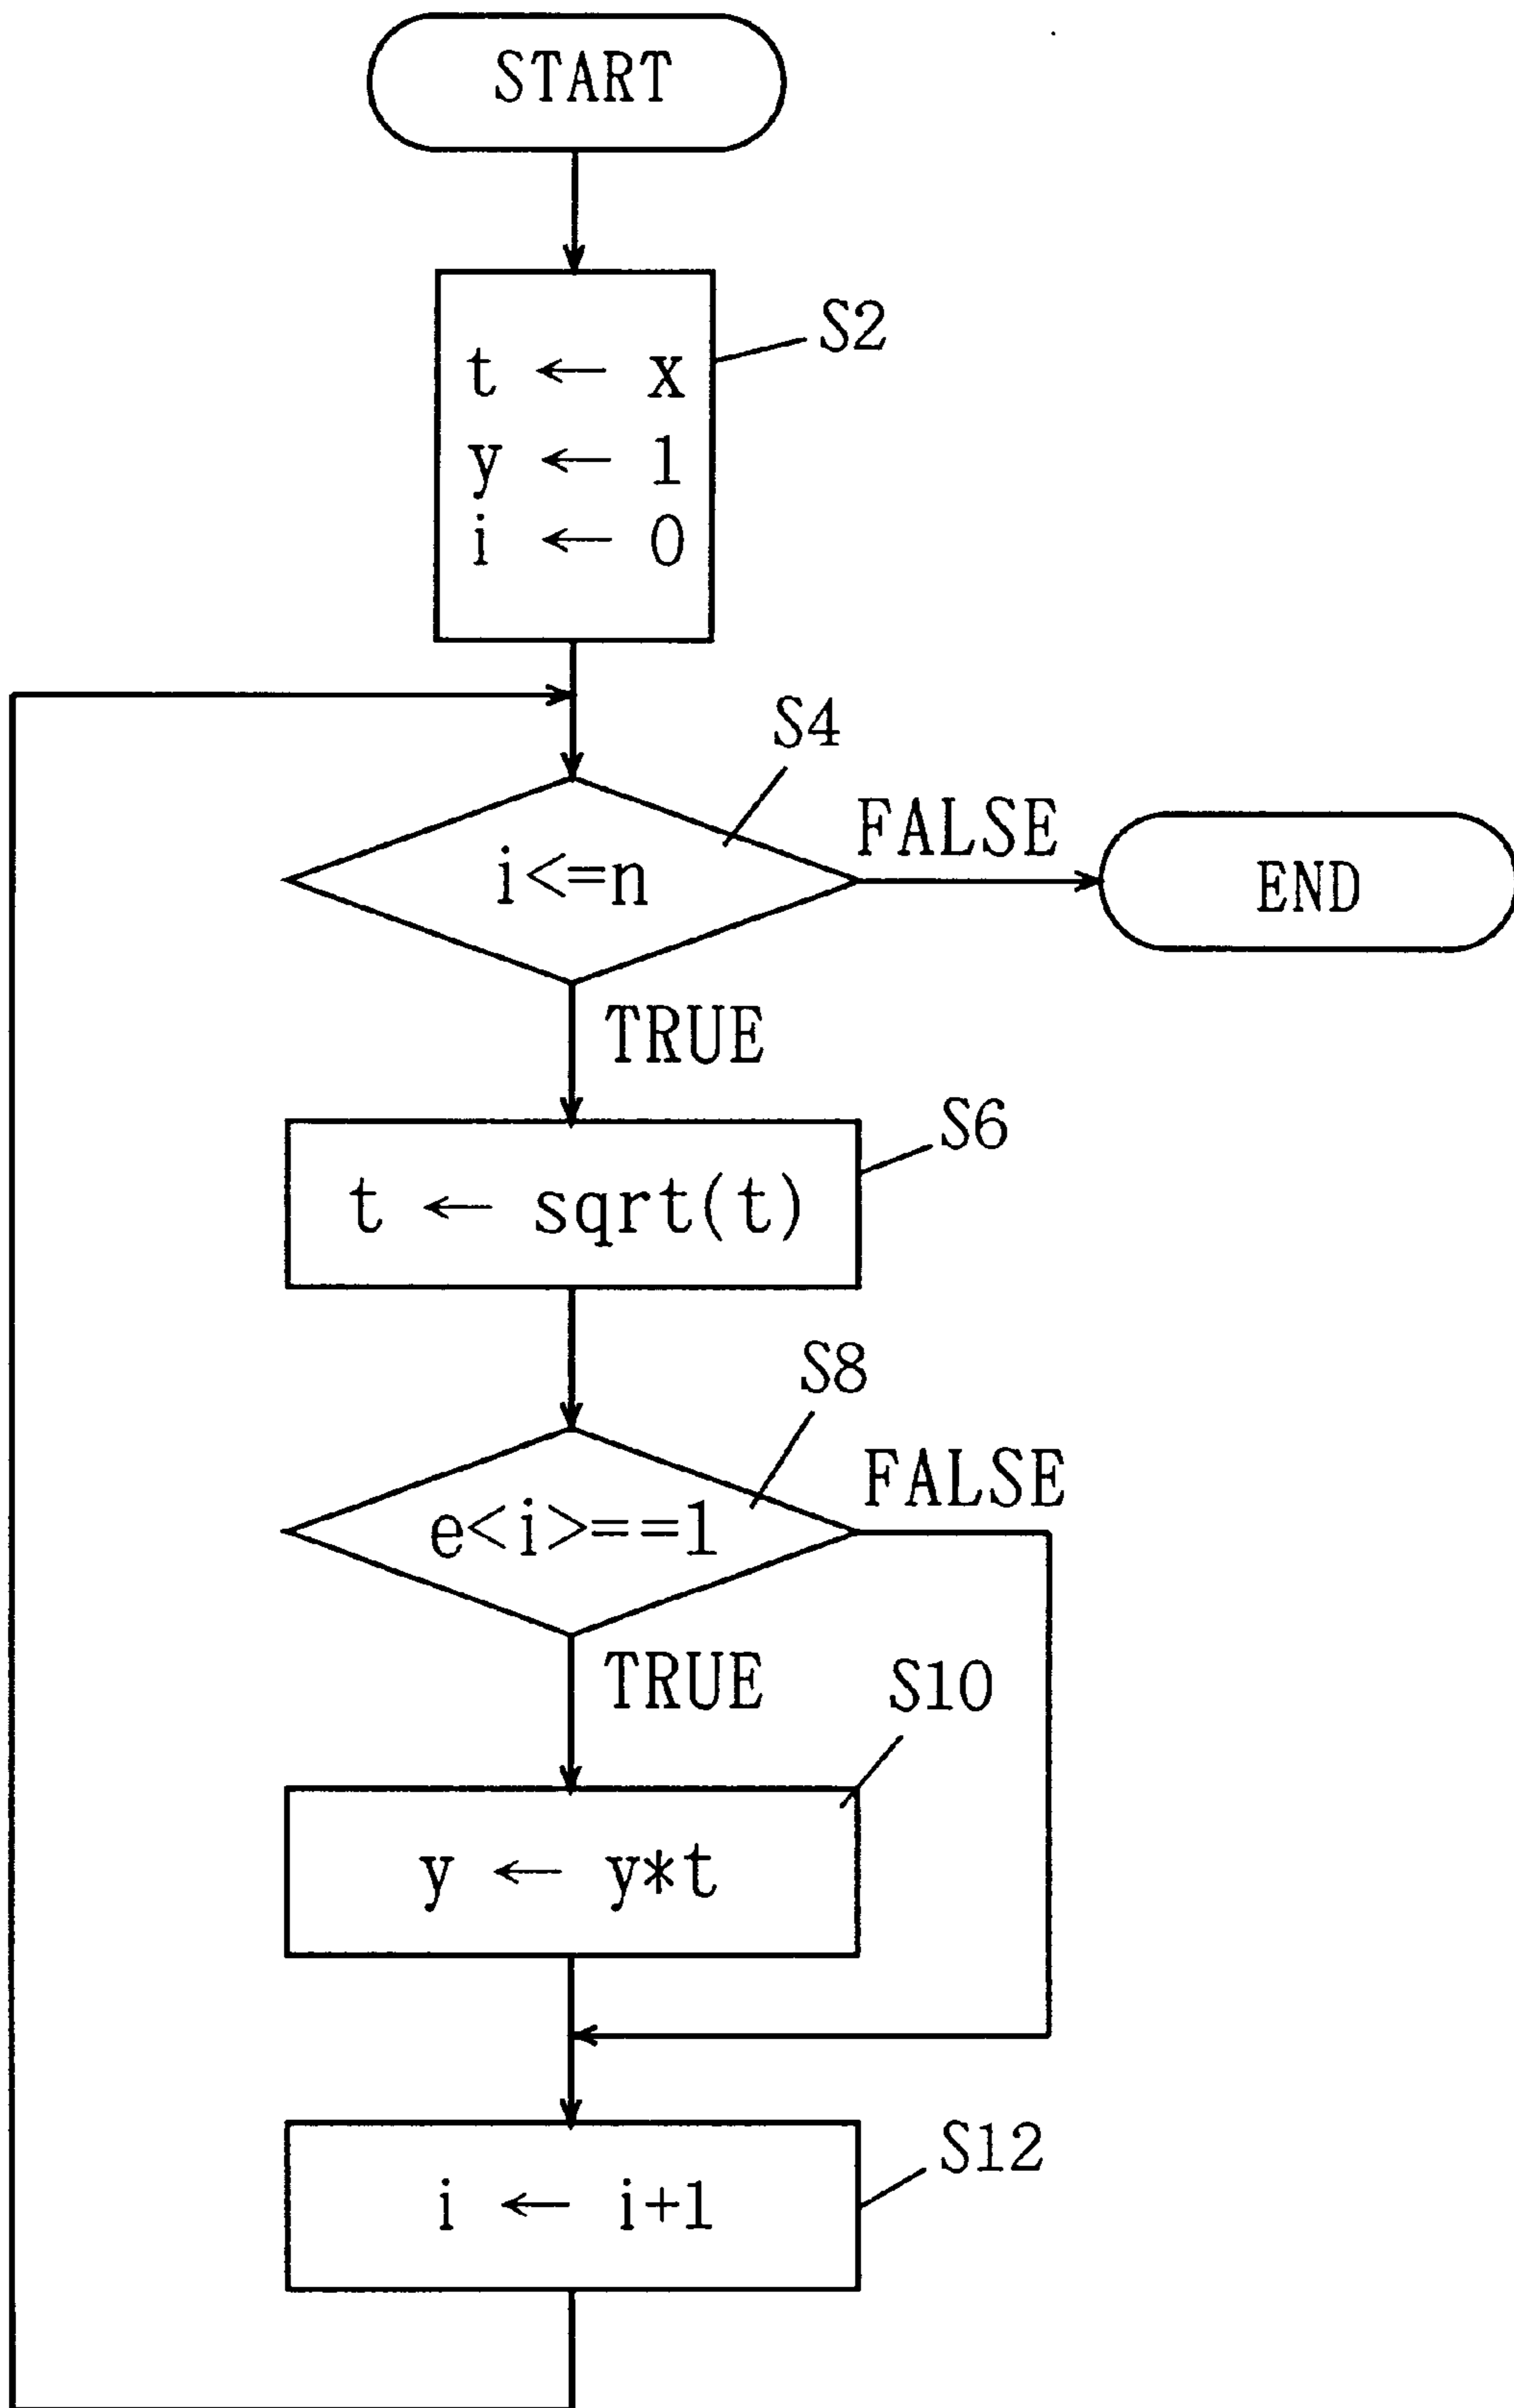 START
S2
t ← x
y ← 1
i ← 0
S4
i<=n
FALSE
END
TRUE
S6
t ← sqrt(t)
S8
e<i>==1
FALSE
TRUE
S10
y ← y*t
S12
i ← i+1